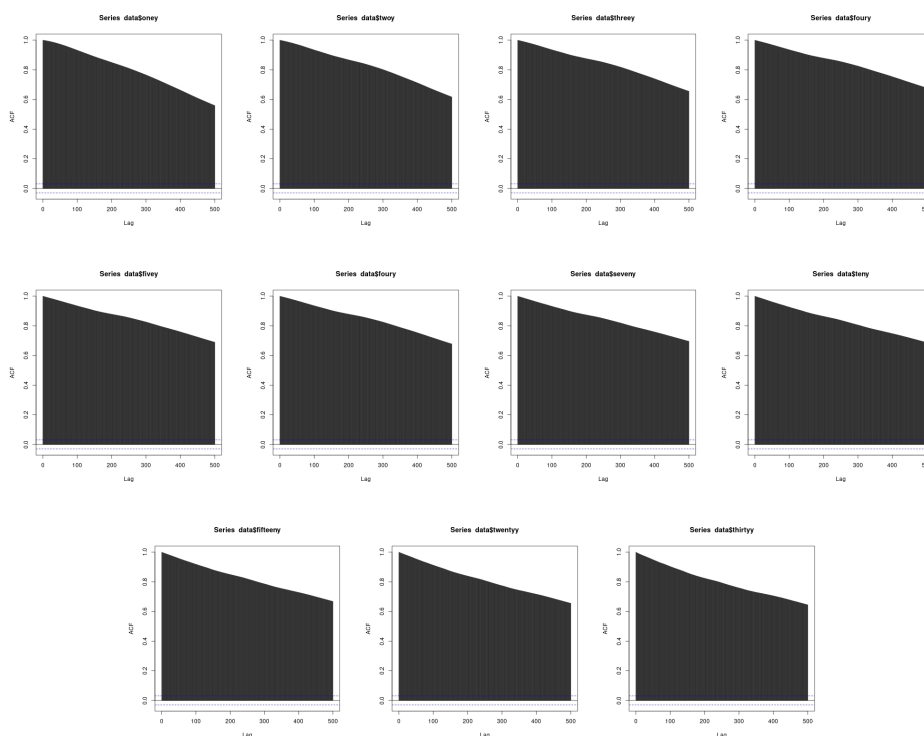 Series data$oney
ACF
0.0 0.2 0.4 0.6 0.8 1.0
0 100 200 300 400 500
Lag
Series data$twoy
ACF
0.0 0.2 0.4 0.6 0.8 1.0
0 100 200 300 400 500
Lag
Series data$threey
ACF
0.0 0.2 0.4 0.6 0.8 1.0
0 100 200 300 400 500
Lag
Series data$foury
ACF
0.0 0.2 0.4 0.6 0.8 1.0
0 100 200 300 400 500
Lag
Series data$fivey
ACF
0.0 0.2 0.4 0.6 0.8 1.0
0 100 200 300 400 500
Lag
Series data$foury
ACF
0.0 0.2 0.4 0.6 0.8 1.0
0 100 200 300 400 500
Lag
Series data$seveny
ACF
0.0 0.2 0.4 0.6 0.8 1.0
0 100 200 300 400 500
Lag
Series data$teny
ACF
0.0 0.2 0.4 0.6 0.8 1.0
0 100 200 300 400 500
Lag
Series data$fifteeny
ACF
0.0 0.2 0.4 0.6 0.8 1.0
0 100 200 300 400 500
Lag
Series data$twentyy
ACF
0.0 0.2 0.4 0.6 0.8 1.0
0 100 200 300 400 500
Lag
Series data$thirtyy
ACF
0.0 0.2 0.4 0.6 0.8 1.0
0 100 200 300 400 500
Lag